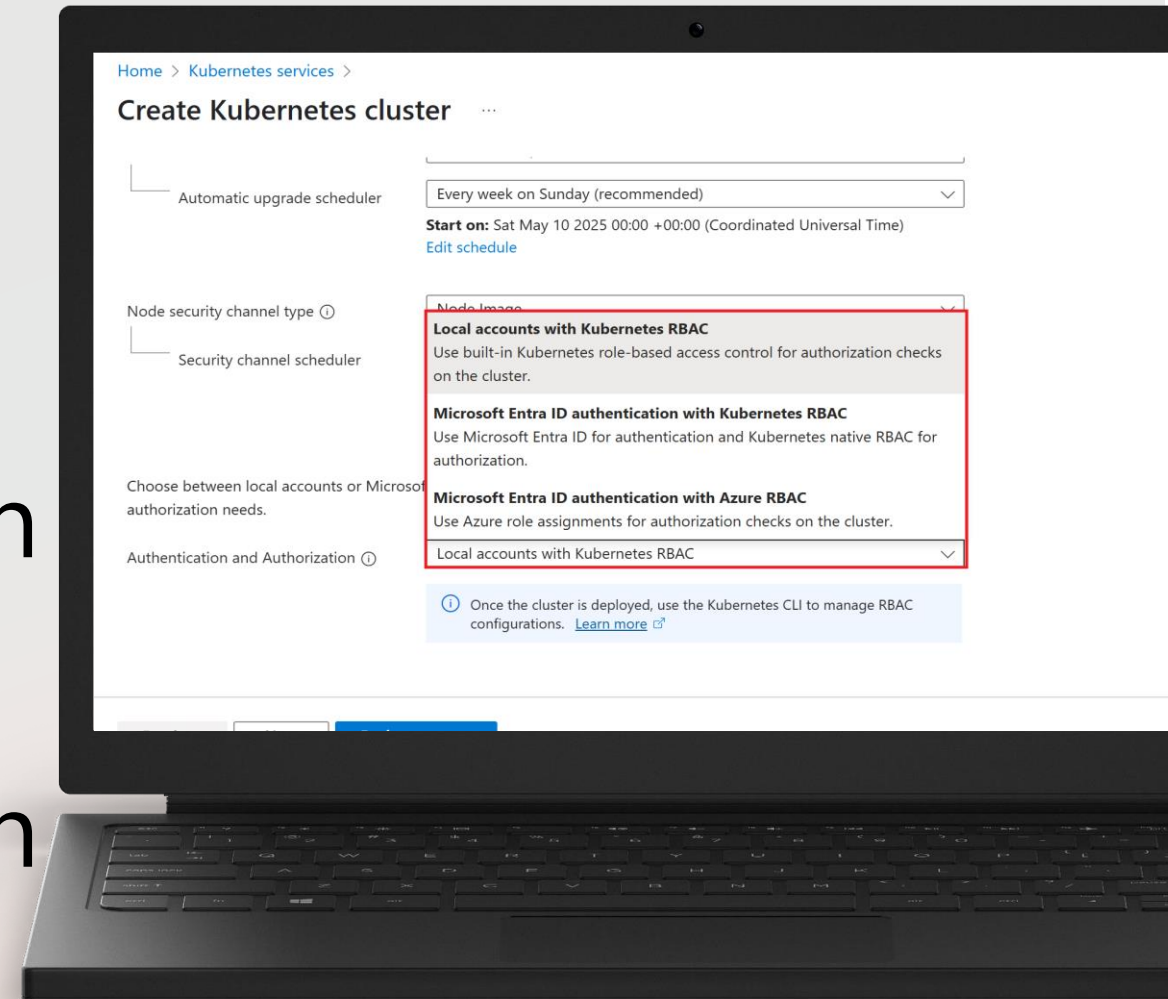 Home > Kubernetes services >
Create Kubernetes cluster ...
Automatic upgrade scheduler
Every week on Sunday (recommended)
Start on: Sat May 10 2025 00:00 +00:00 (Coordinated Universal Time)
Edit schedule
Node security channel type
Node Image
Security channel scheduler
Local accounts with Kubernetes RBAC
Use built-in Kubernetes role-based access control for authorization checks
on the cluster.
Microsoft Entra ID authentication with Kubernetes RBAC
Use Microsoft Entra ID for authentication and Kubernetes native RBAC for
authorization.
Microsoft Entra ID authentication with Azure RBAC
Use Azure role assignments for authorization checks on the cluster.
n
Choose between local accounts or Microsof
authorization needs.
Authentication and Authorization
Local accounts with Kubernetes RBAC
Once the cluster is deployed, use the Kubernetes CLI to manage RBAC
configurations. Learn more
n